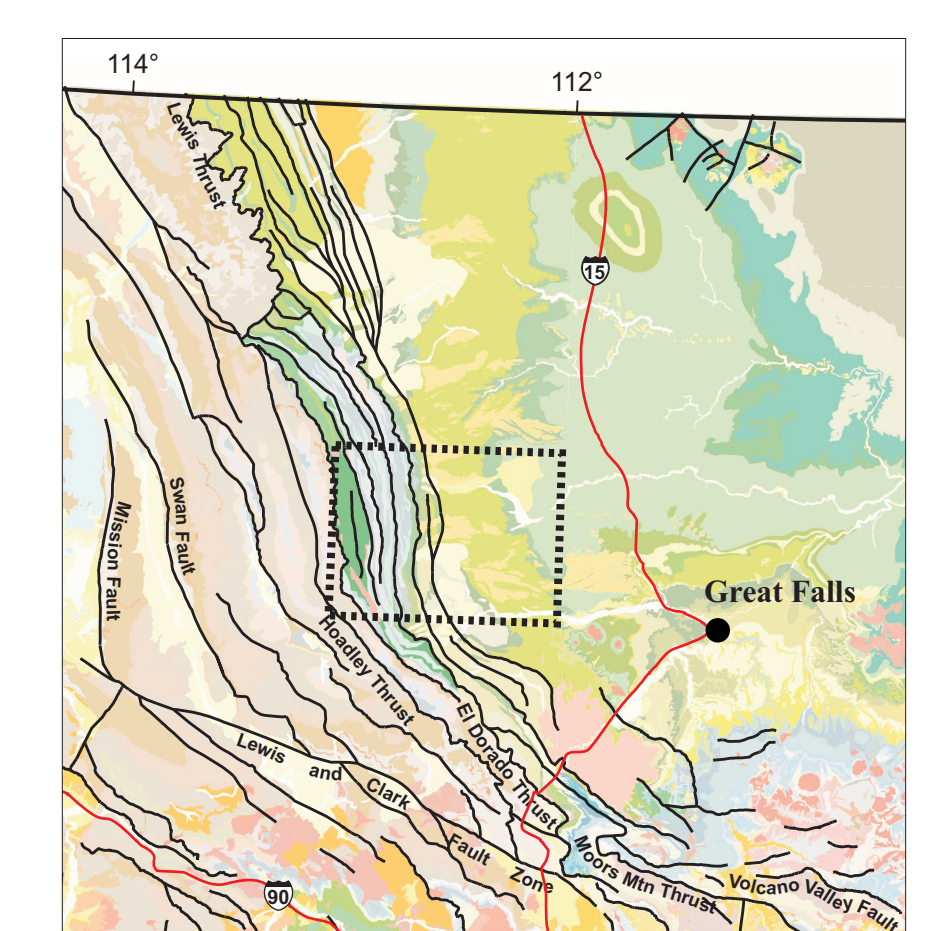 114°
112°
Lewis Thrust
15
Swan Fault
Mission Fault
Great Falls
Hoadley Thrust
El Dorado Thrust
Lewis and Clark Fault Zone
Moors Mtn Thrust
Volcano Valley Fault
90